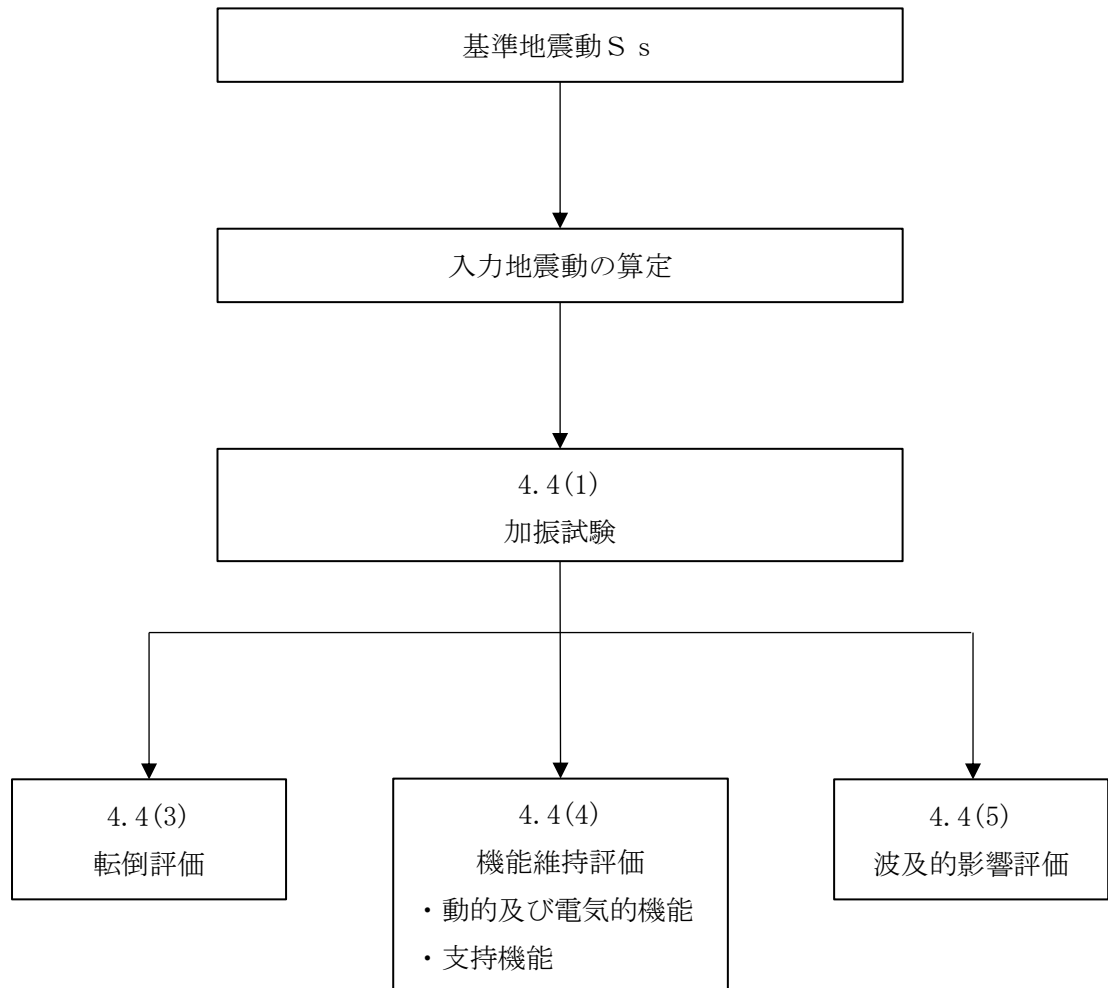 基準地震動Ｓｓ
入力地震動の算定
4.4(1)
加振試験
4.4(3)
転倒評価
4.4(4)
機能維持評価
・動的及び電気的機能
・支持機能
4.4(5)
波及的影響評価